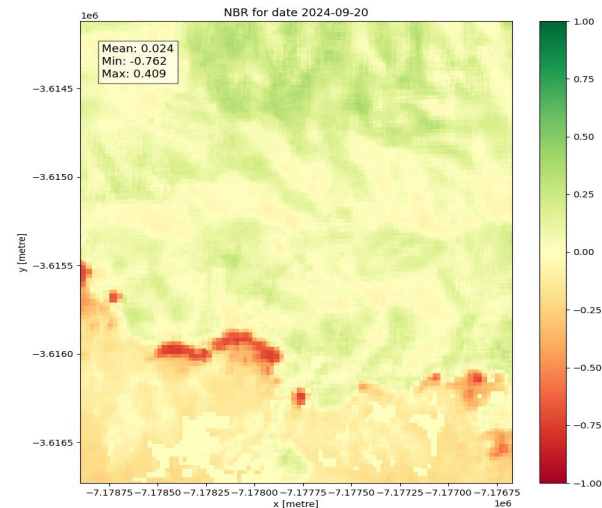 NBR for date 2024-09-20
1e6
Mean: 0.024
Min: -0.762
Max: 0.409
−3.6145
−3.6150
−3.6155
−3.6160
−3.6165
y [metre]
−7.17875 −7.17850 −7.17825 −7.17800 −7.17775 −7.17750 −7.17725 −7.17700 −7.17675
1e6
x [metre]
1.00
0.75
0.50
0.25
0.00
−0.25
−0.50
−0.75
−1.00